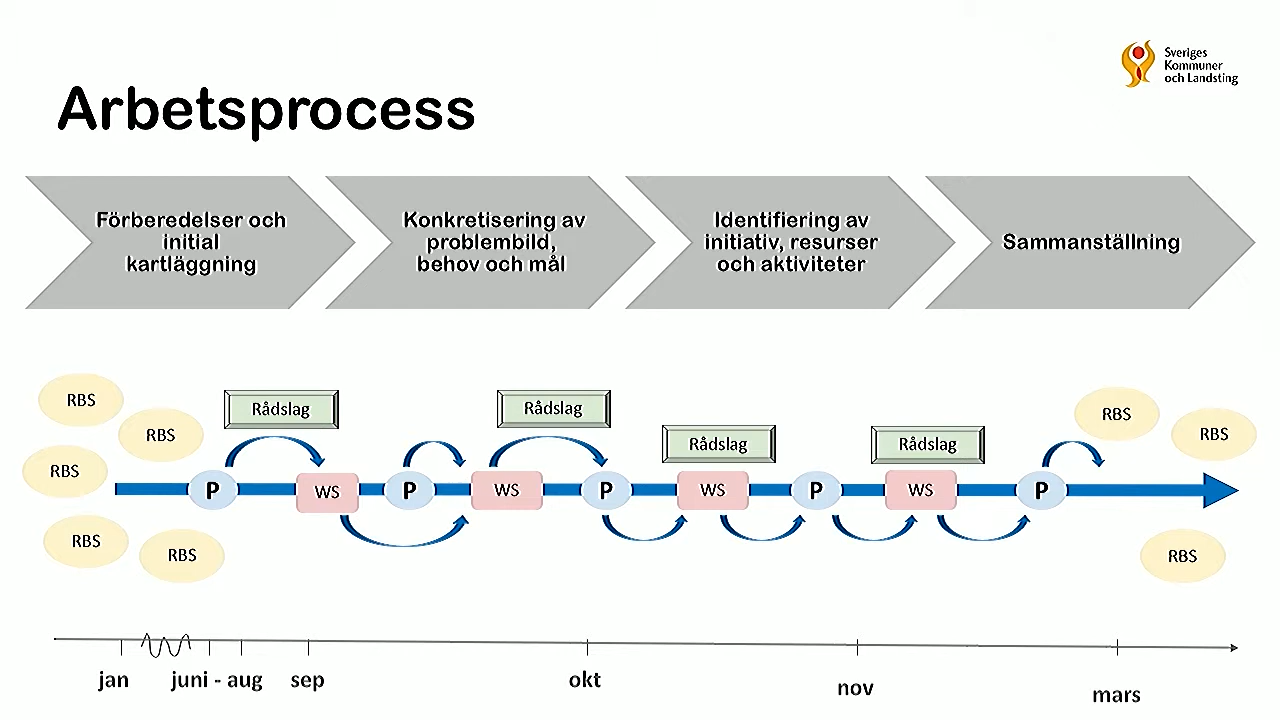 Sveriges
Kommuner
och Landsting
Arbetsprocess
Förberedelser och
initial
kartläggning
Konkretisering av
problembild,
behov och mål
Identifiering av
initiativ, resurser
och aktiviteter
Sammanställning
RBS
RBS
RBS
RBS
RBS
Rådslag
Rådslag
Rådslag
Rådslag
RBS
RBS
RBS
P
WS
P
WS
P
WS
P
WS
P
jan
juni - aug
sep
okt
nov
mars